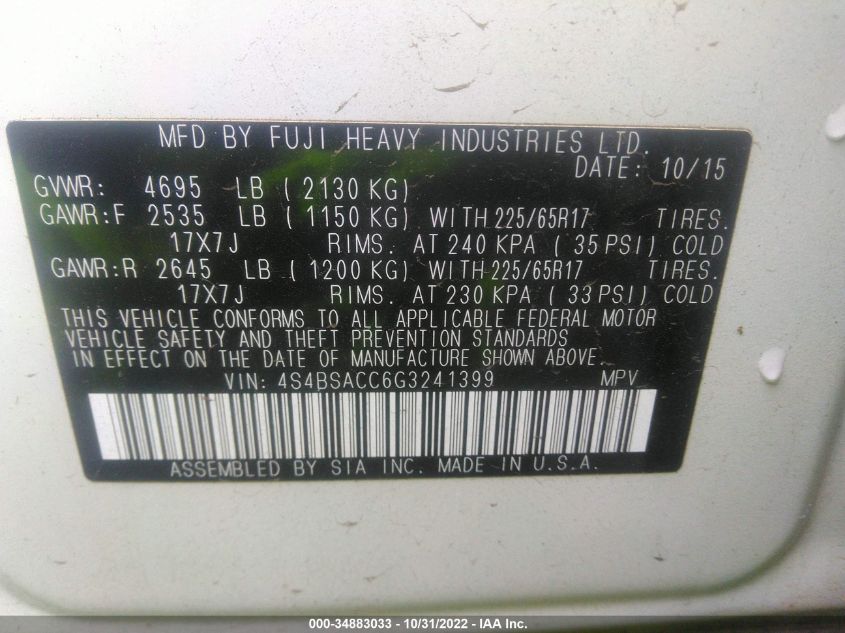 MFD BY FUJI HEAVY INDUSTRIES LTD.
DATE: 10/15
GVWR: 4695 LB ( 2130 KG)
GAWR:F 2535 LB ( 1150 KG) WITH 225/65R17 TIRES.
17X7J RIMS. AT 240 KPA ( 35 PSI) COLD
GAWR:R 2645 LB ( 1200 KG) WITH 225/65R17 TIRES.
17X7J RIMS. AT 230 KPA ( 33 PSI) COLD
THIS VEHICLE CONFORMS TO ALL APPLICABLE FEDERAL MOTOR
VEHICLE SAFETY AND THEFT PREVENTION STANDARDS
IN EFFECT ON THE DATE OF MANUFACTURE SHOWN ABOVE.
VIN: 4S4BSACC6G3241399 MPV
ASSEMBLED BY SIA INC. MADE IN U.S.A.
000-34883033 - 10/31/2022 - IAA Inc.